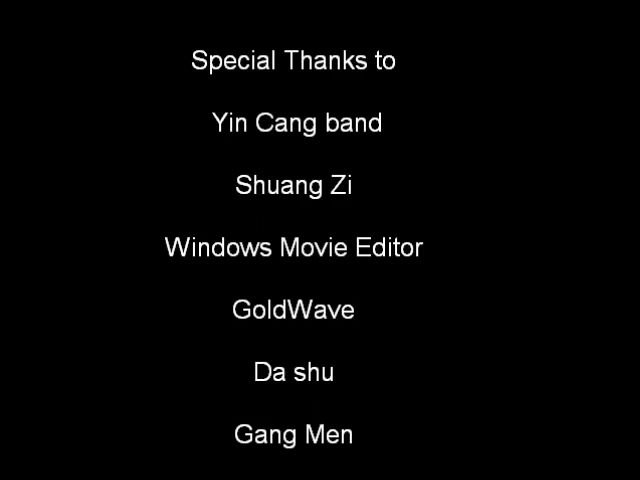 Special Thanks to
Yin Cang band
Shuang Zi
Windows Movie Editor
GoldWave
Da shu
Gang Men